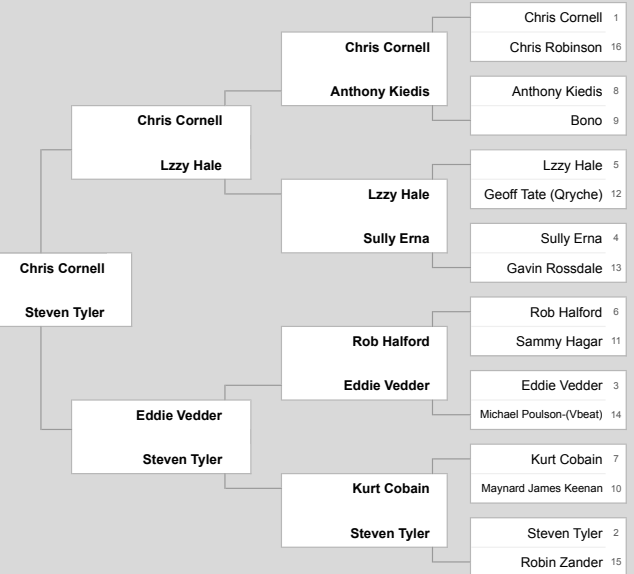 Chris Cornell 1
Chris Robinson 16
Anthony Kiedis 8
Bono 9
Lzzy Hale 5
Geoff Tate (Qryche) 12
Sully Erna 4
Gavin Rossdale 13
Rob Halford 6
Sammy Hagar 11
Eddie Vedder 3
Michael Poulson-(Vbeat) 14
Kurt Cobain 7
Maynard James Keenan 10
Steven Tyler 2
Robin Zander 15
Chris Cornell
Anthony Kiedis
Lzzy Hale
Sully Erna
Rob Halford
Eddie Vedder
Kurt Cobain
Steven Tyler
Chris Cornell
Lzzy Hale
Eddie Vedder
Steven Tyler
Chris Cornell
Steven Tyler